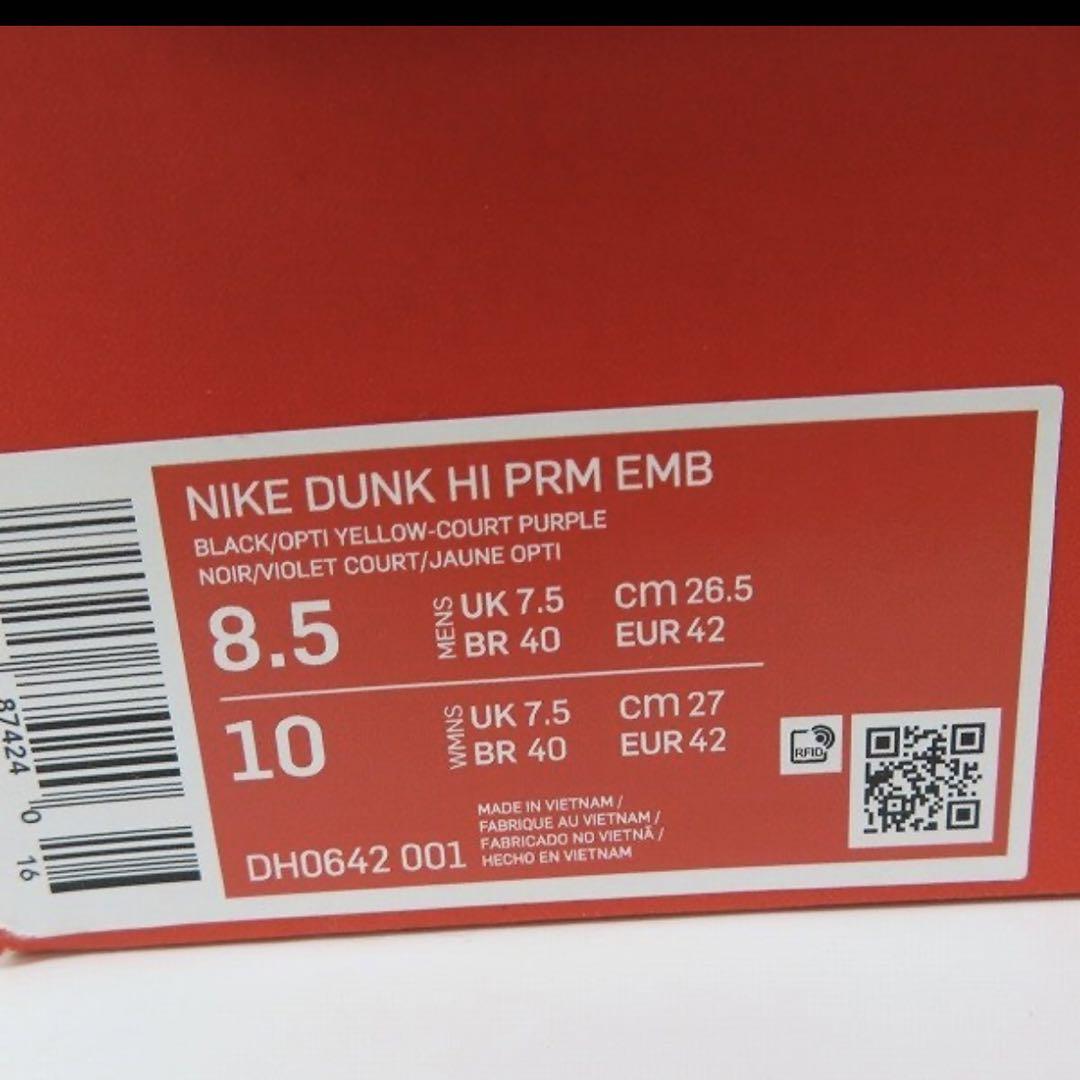 NIKE DUNK HI PRM EMB
BLACK/OPTI YELLOW-COURT PURPLE
NOIR/VIOLET COURT/JAUNE OPTI
8.5 MENS UK 7.5 cm 26.5
BR 40 EUR 42
10 WMNS UK 7.5 cm 27
BR 40 EUR 42
RFID
MADE IN VIETNAM /
FABRIQUE AU VIETNAM /
FABRICADO NO VIETNÃ /
HECHO EN VIETNAM
DH0642 001
87424 0 16